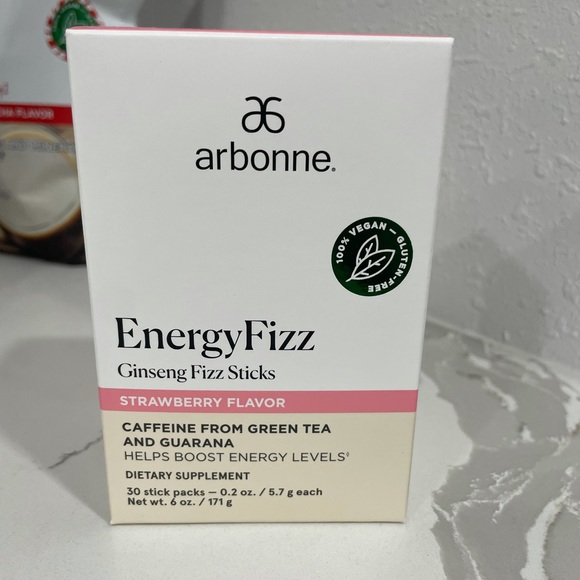 arbonne.
100% VEGAN — GLUTEN-FREE
EnergyFizz
Ginseng Fizz Sticks
STRAWBERRY FLAVOR
CAFFEINE FROM GREEN TEA
AND GUARANA
HELPS BOOST ENERGY LEVELS◊
DIETARY SUPPLEMENT
30 stick packs — 0.2 oz. / 5.7 g each
Net wt. 6 oz. / 171 g
FLAVOR